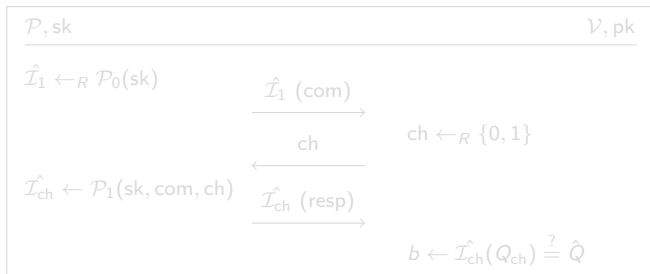 𝒫, sk 𝒱, pk
ℐ̂₁ ←_R 𝒫₀(sk)
ℐ̂₁ (com)
ch ←_R {0, 1}
ch
ℐ̂_ch ← 𝒫₁(sk, com, ch)
ℐ̂_ch (resp)
b ← ℐ̂_ch(Q_ch) ≟ Q̂